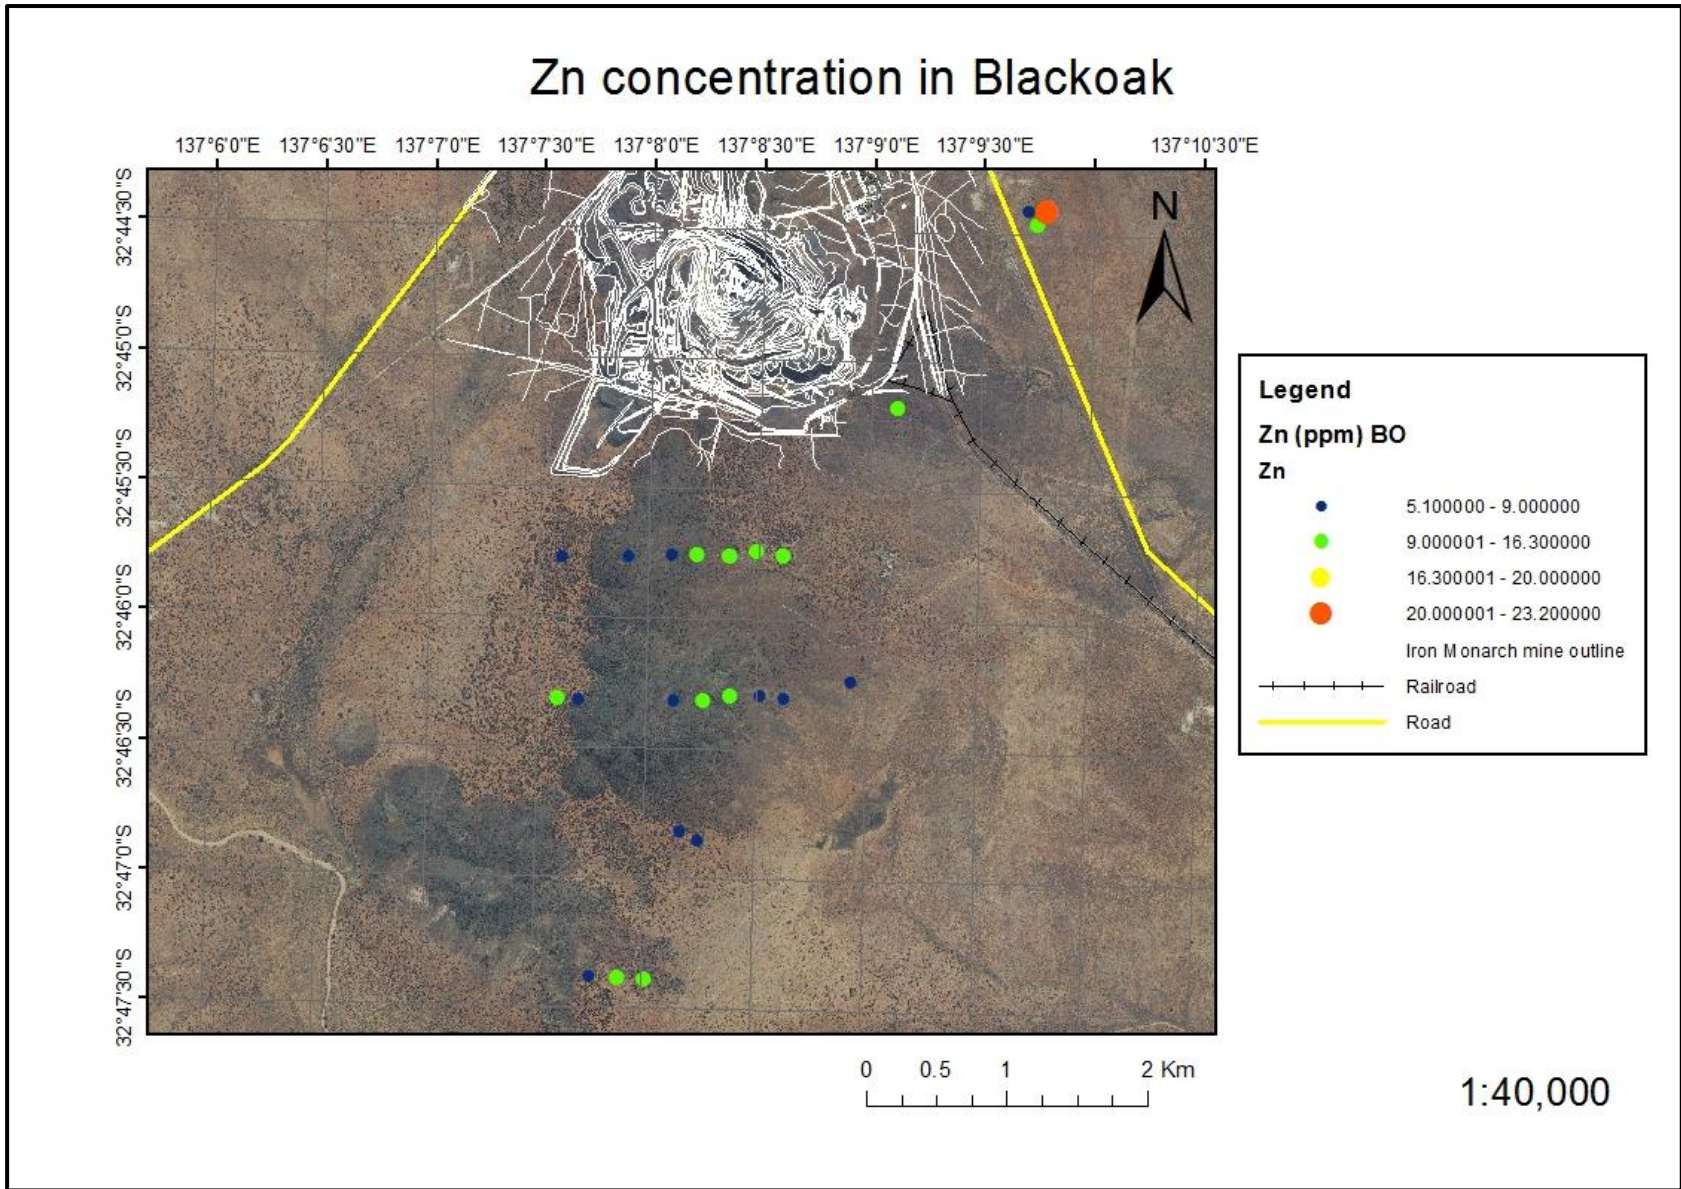 Zn concentration in Blackoak
137°6'0"E 137°6'30"E 137°7'0"E 137°7'30"E 137°8'0"E 137°8'30"E 137°9'0"E 137°9'30"E 137°10'30"E
32°44'30"S
32°45'0"S
32°45'30"S
32°46'0"S
32°46'30"S
32°47'0"S
32°47'30"S
N
Legend
Zn (ppm) BO
Zn
5.100000 - 9.000000
9.000001 - 16.300000
16.300001 - 20.000000
20.000001 - 23.200000
Iron Monarch mine outline
Railroad
Road
0 0.5 1 2 Km
1:40,000